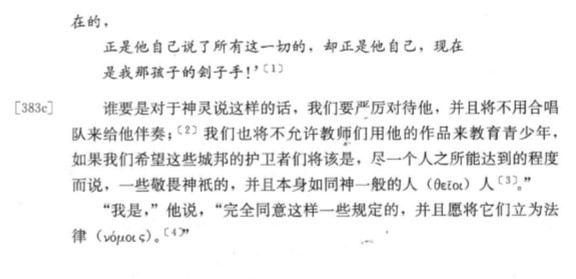 在的，
正是他自己说了所有这一切的，却正是他自己，现在
是我那孩子的刽子手！’〔1〕
[383c] 谁要是对于神灵说这样的话，我们要严厉对待他，并且将不用合唱
队来给他伴奏；〔2〕我们也将不允许教师们用他的作品来教育青少年，
如果我们希望这些城邦的护卫者们将该是，尽一个人之所能达到的程度
而说，一些敬畏神祇的，并且本身如同神一般的人（θεῖοι）人〔3〕。”
“我是，”他说，“完全同意这样一些规定的，并且愿将它们立为法
律（νόμοις）。〔4〕”